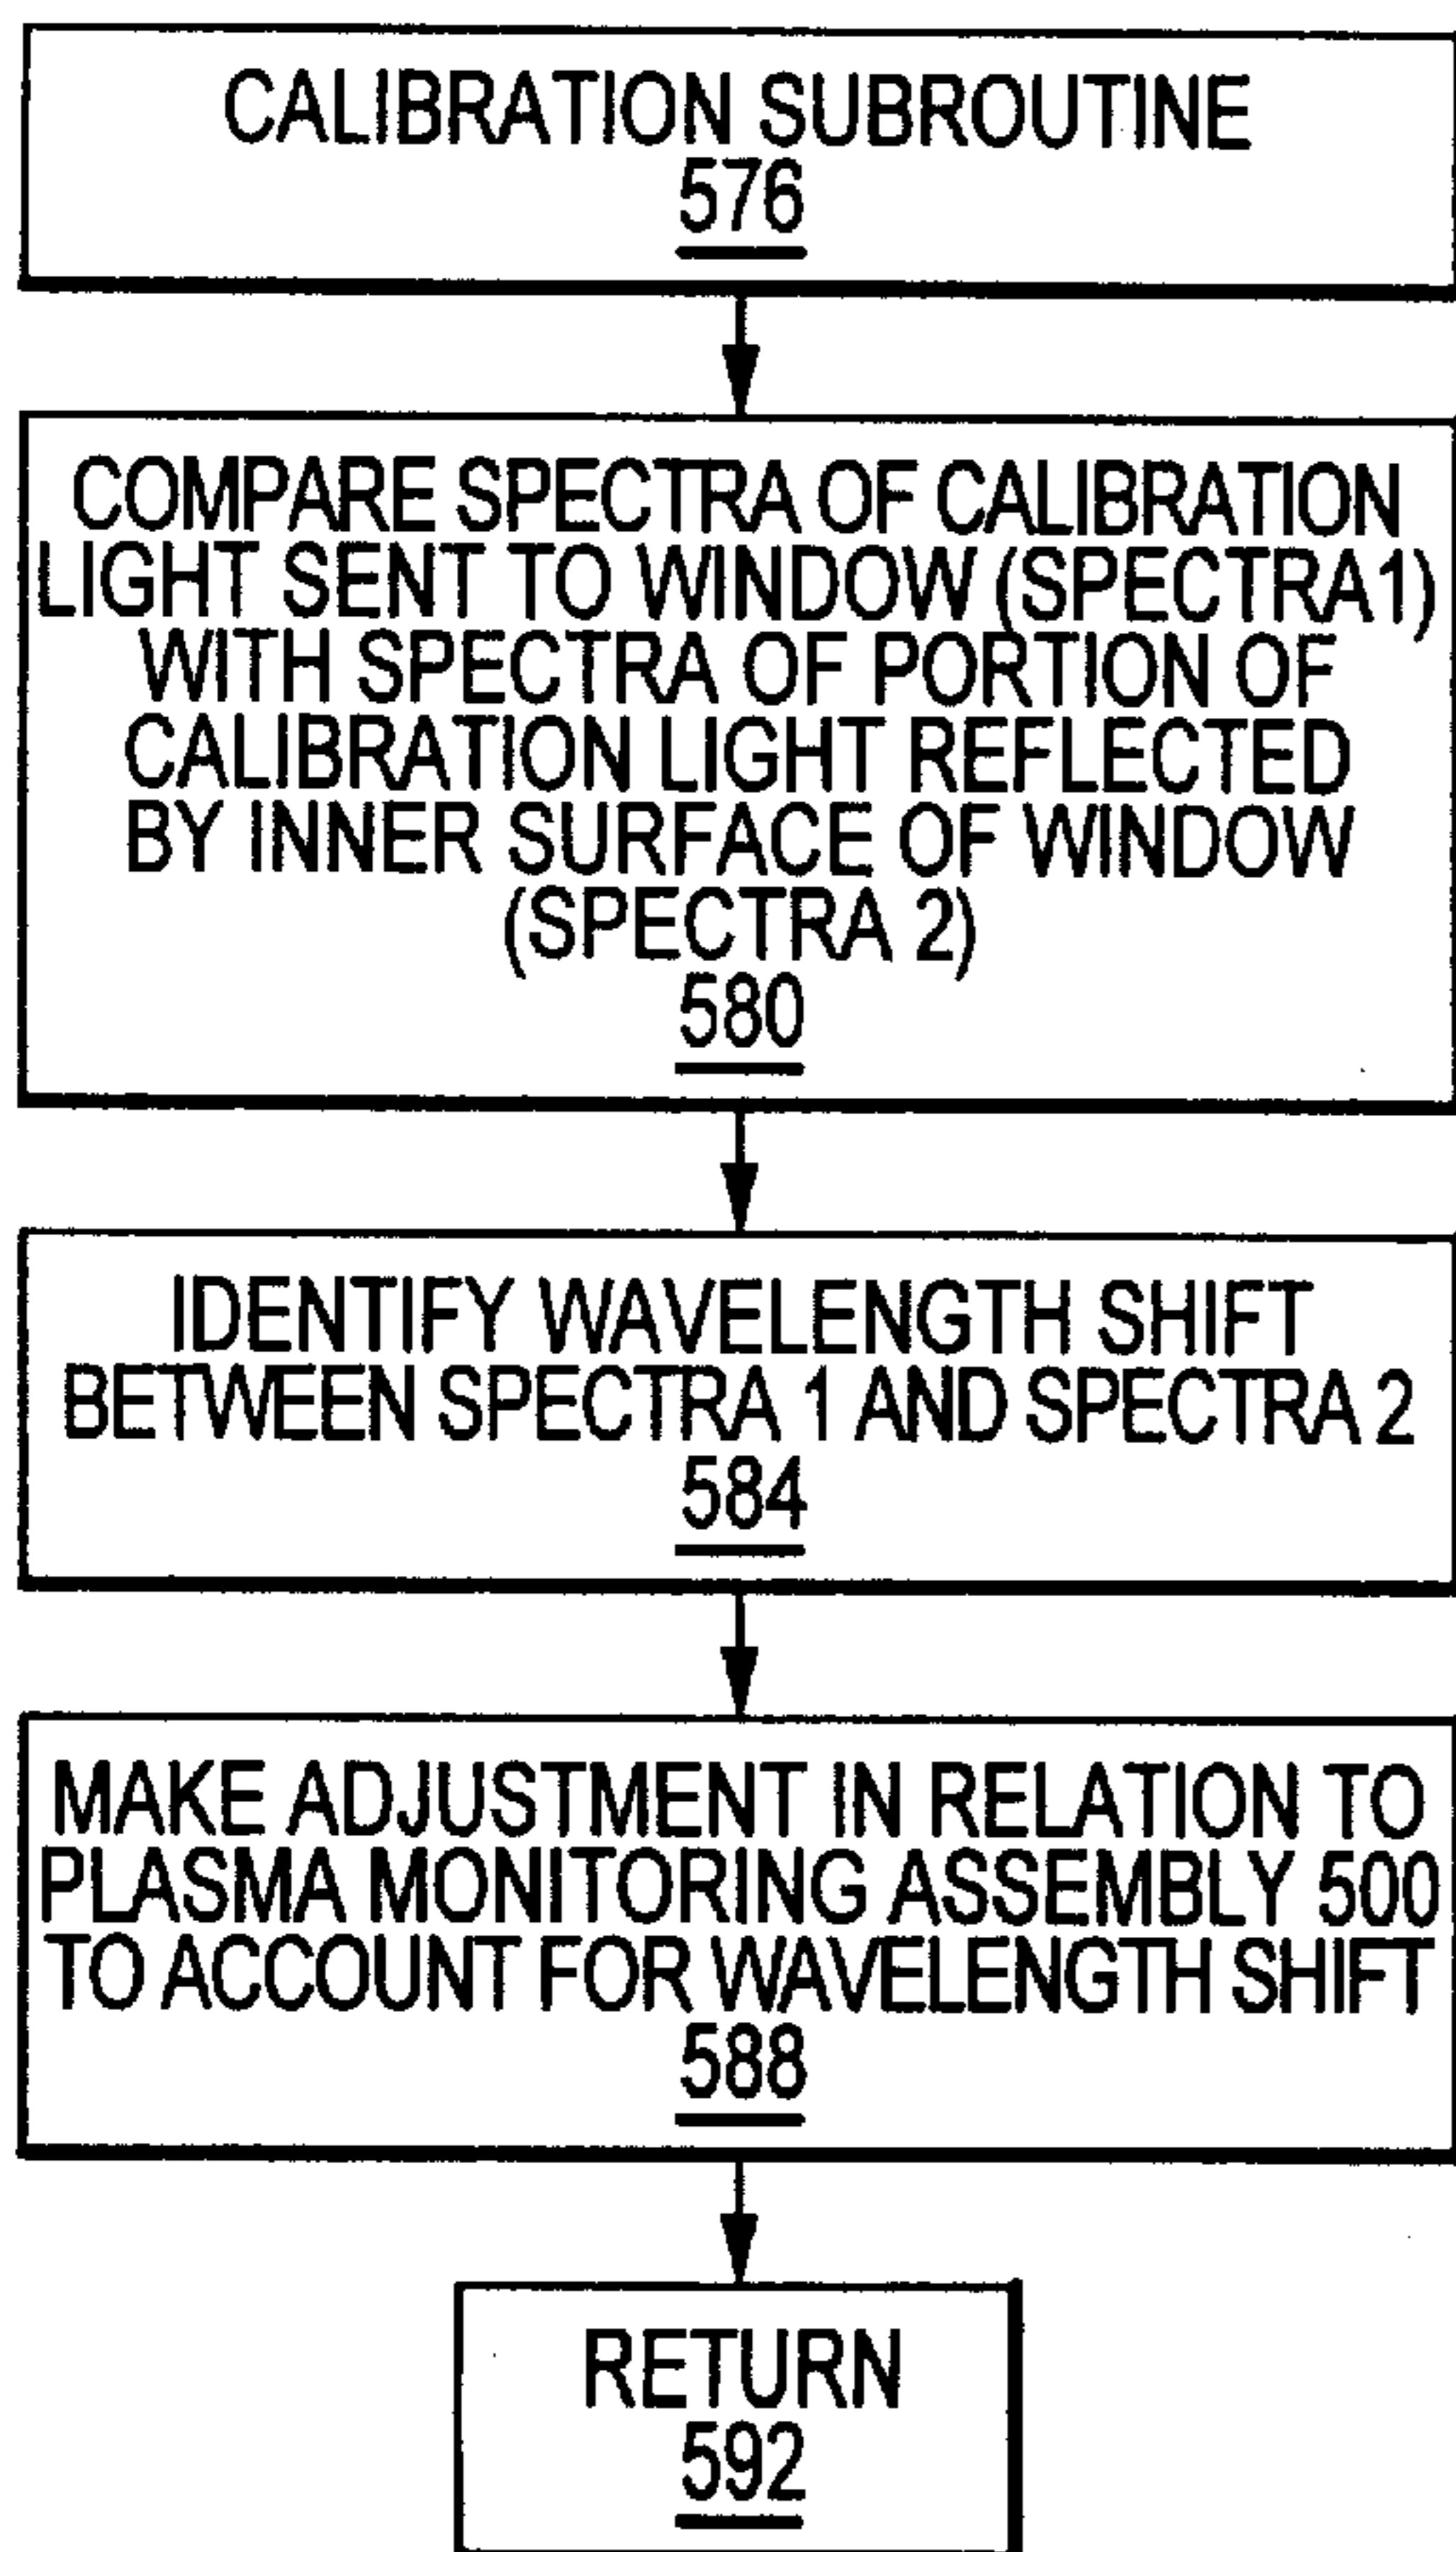 CALIBRATION SUBROUTINE
576
COMPARE SPECTRA OF CALIBRATION
LIGHT SENT TO WINDOW (SPECTRA1)
WITH SPECTRA OF PORTION OF
CALIBRATION LIGHT REFLECTED
BY INNER SURFACE OF WINDOW
(SPECTRA 2)
580
IDENTIFY WAVELENGTH SHIFT
BETWEEN SPECTRA 1 AND SPECTRA 2
584
MAKE ADJUSTMENT IN RELATION TO
PLASMA MONITORING ASSEMBLY 500
TO ACCOUNT FOR WAVELENGTH SHIFT
588
RETURN
592